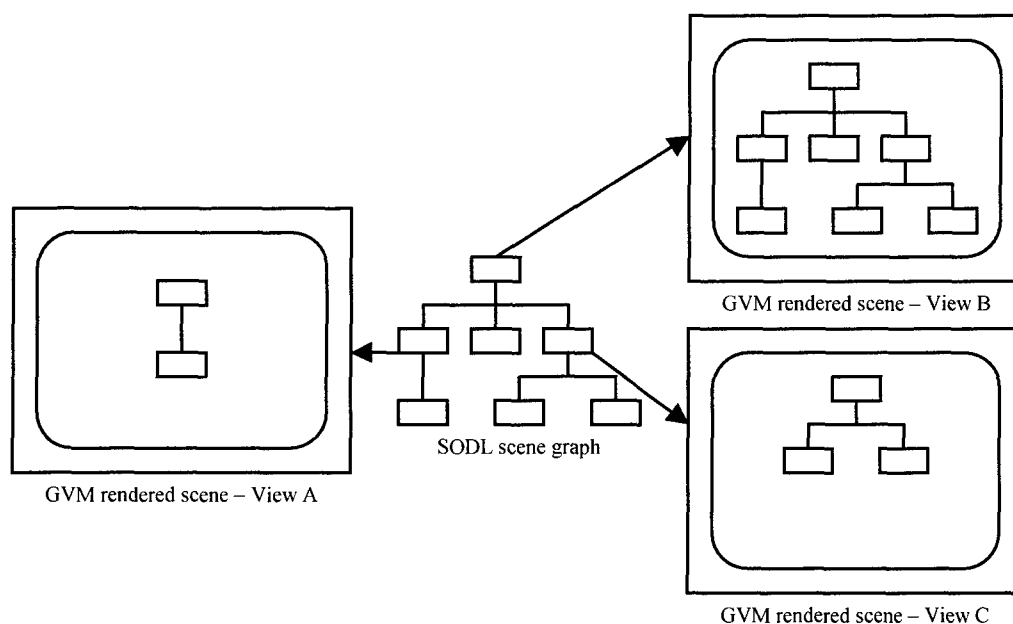 GVM rendered scene – View B
SODL scene graph
GVM rendered scene – View A
GVM rendered scene – View C